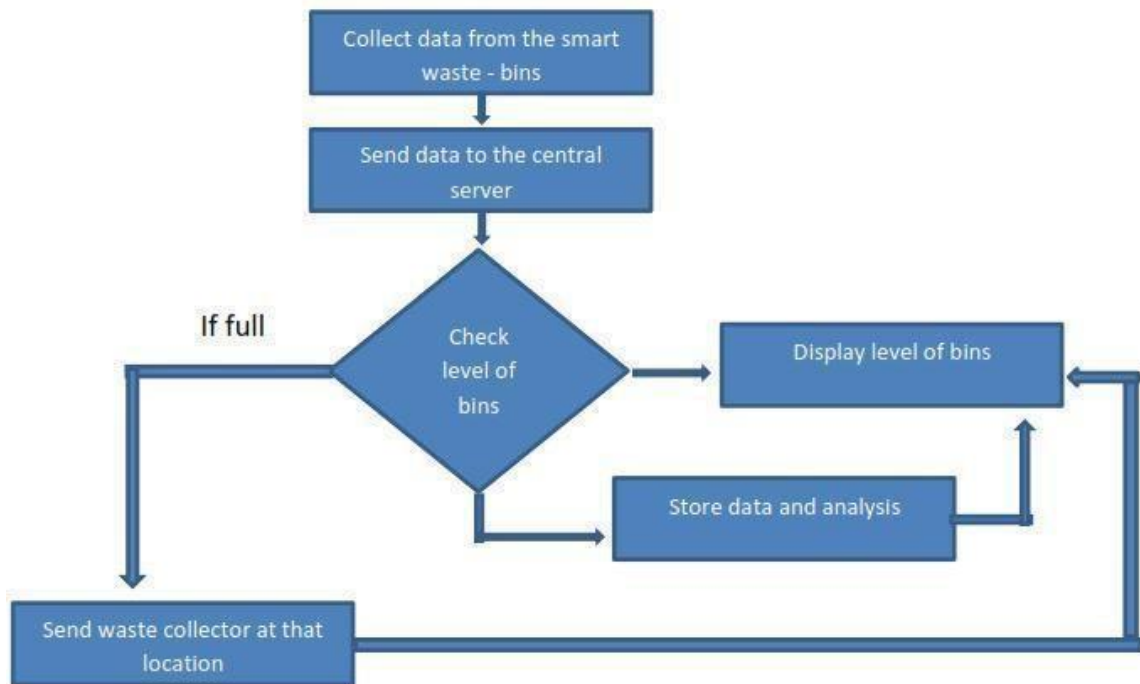 Collect data from the smart
waste - bins
Send data to the central
server
If full
Check
level of
bins
Display level of bins
Store data and analysis
Send waste collector at that
location